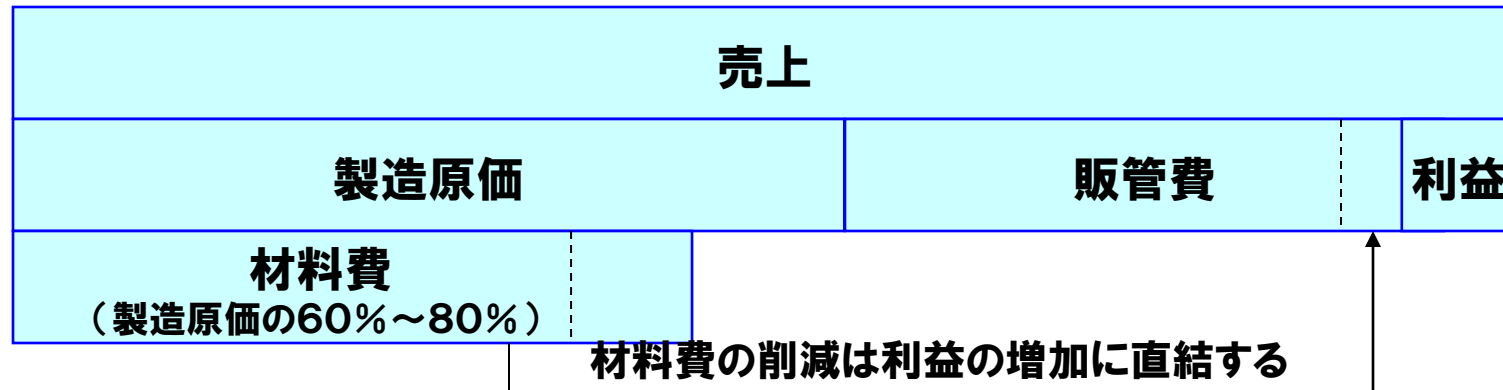 売上
製造原価
販管費
利益
材料費
（製造原価の60％～80％）
材料費の削減は利益の増加に直結する